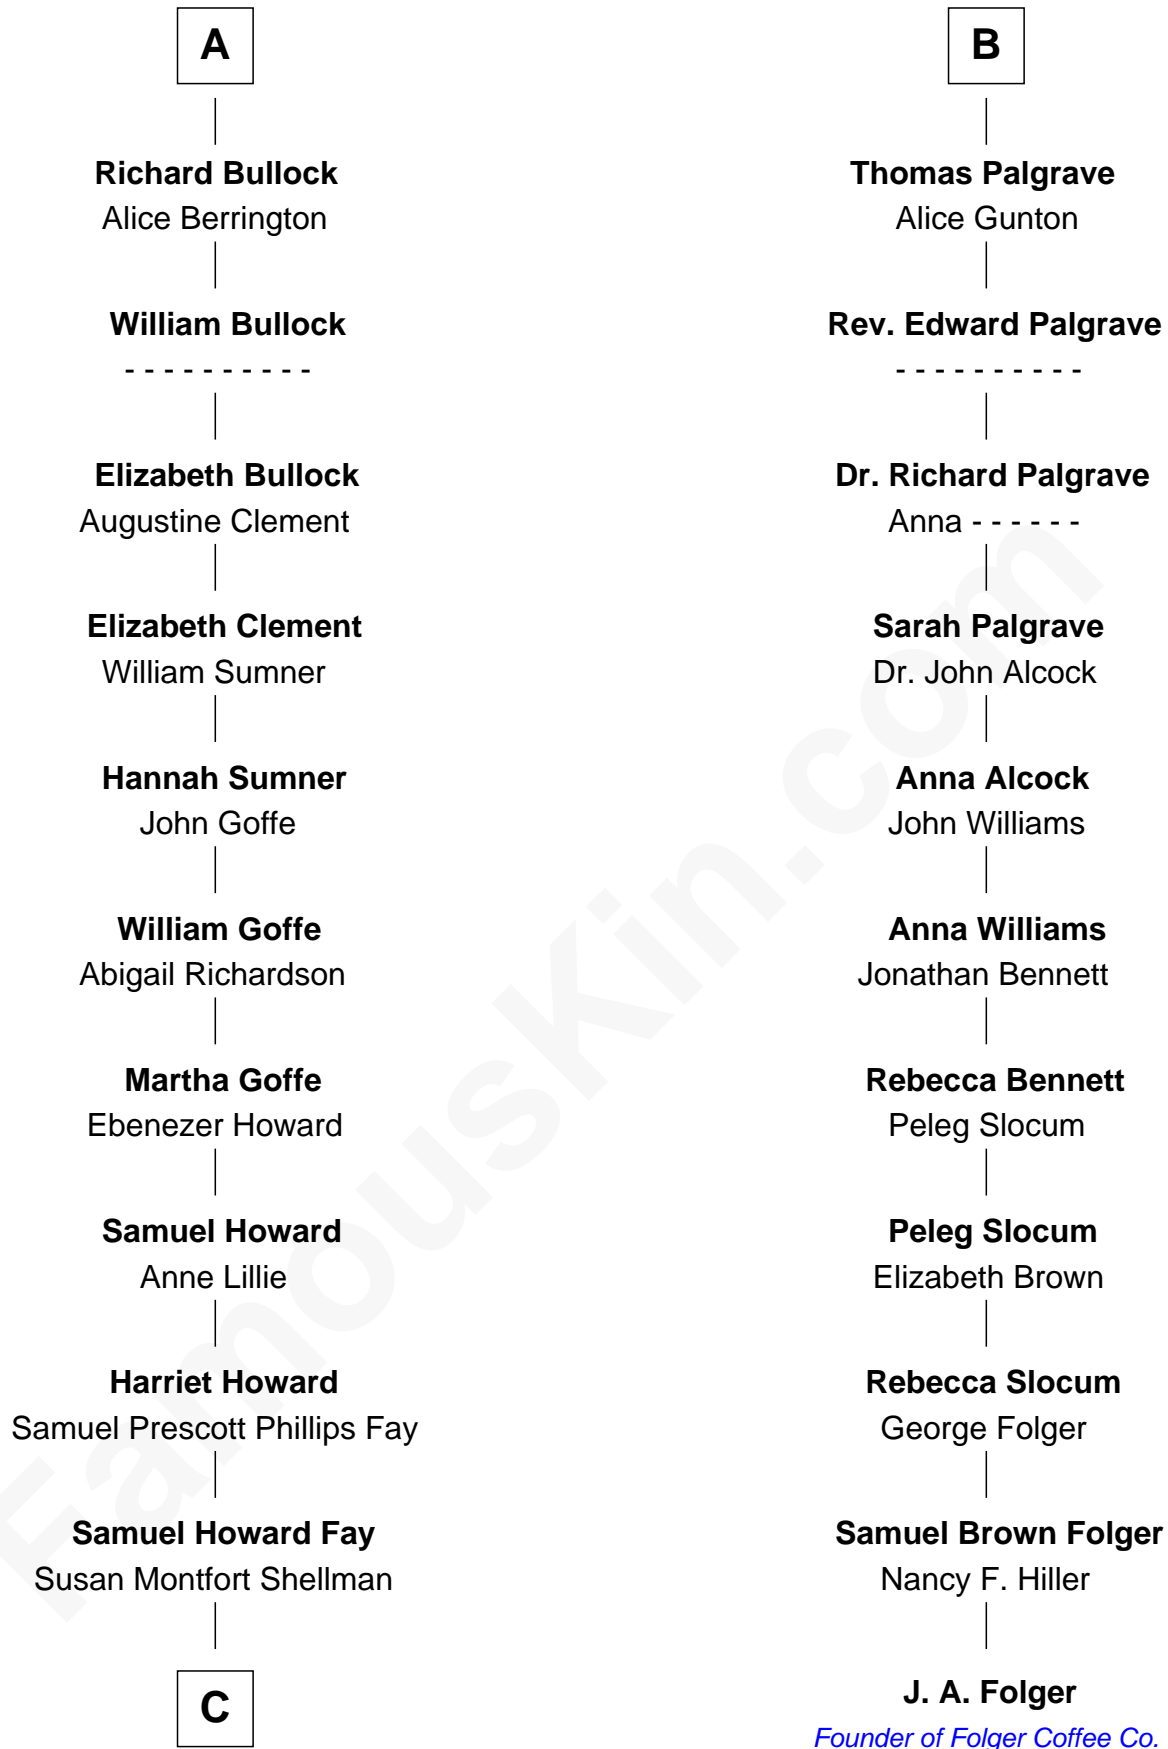 A
Richard Bullock
Alice Berrington
William Bullock
- - - - - - - - - -
Elizabeth Bullock
Augustine Clement
Elizabeth Clement
William Sumner
Hannah Sumner
John Goffe
William Goffe
Abigail Richardson
Martha Goffe
Ebenezer Howard
Samuel Howard
Anne Lillie
Harriet Howard
Samuel Prescott Phillips Fay
Samuel Howard Fay
Susan Montfort Shellman
C
B
Thomas Palgrave
Alice Gunton
Rev. Edward Palgrave
- - - - - - - - - -
Dr. Richard Palgrave
Anna - - - - - -
Sarah Palgrave
Dr. John Alcock
Anna Alcock
John Williams
Anna Williams
Jonathan Bennett
Rebecca Bennett
Peleg Slocum
Peleg Slocum
Elizabeth Brown
Rebecca Slocum
George Folger
Samuel Brown Folger
Nancy F. Hiller
J. A. Folger
Founder of Folger Coffee Co.
FamousKin.com